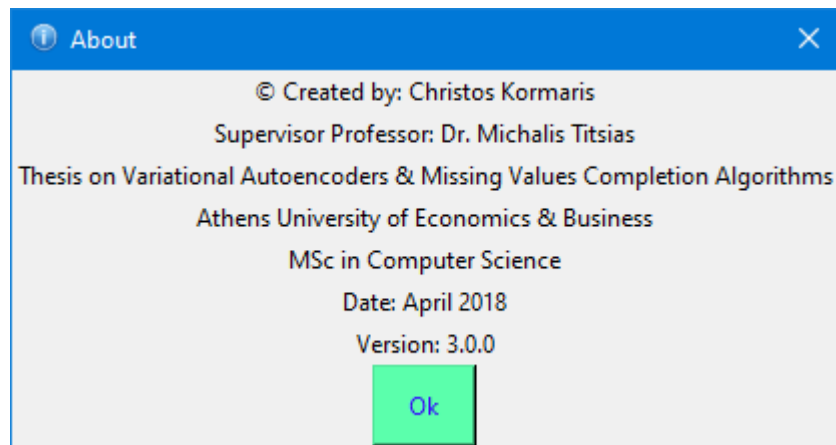 About
© Created by: Christos Kormaris
Supervisor Professor: Dr. Michalis Titsias
Thesis on Variational Autoencoders & Missing Values Completion Algorithms
Athens University of Economics & Business
MSc in Computer Science
Date: April 2018
Version: 3.0.0
Ok